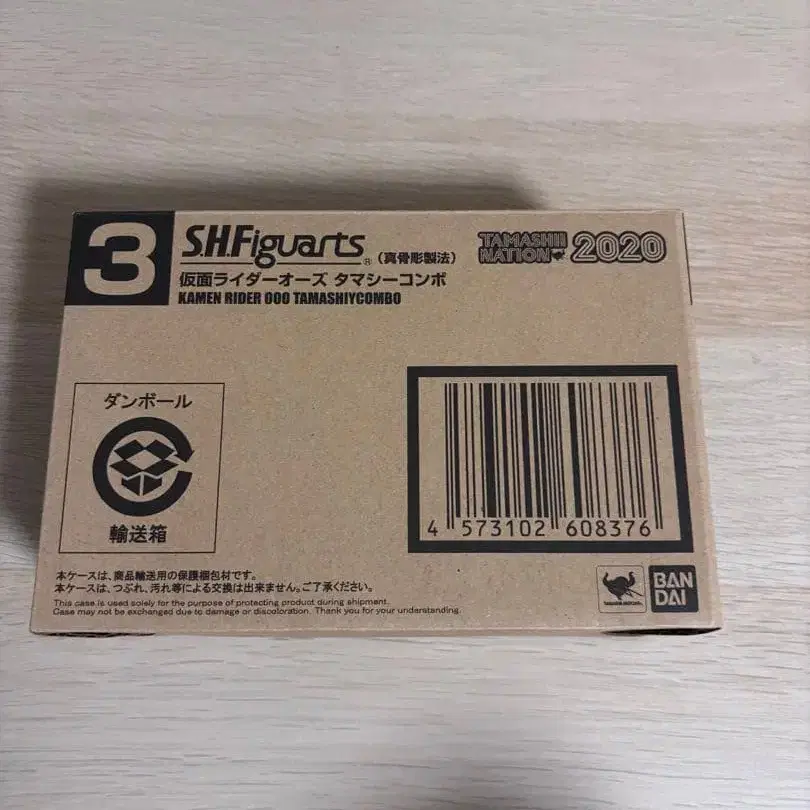 3
S.H.Figuarts® (真骨彫製法)
TAMASHII
NATION 2020
仮面ライダーオーズ タマシーコンボ
KAMEN RIDER OOO TAMASHIYCOMBO
ダンボール
輸送箱
4 573102 608376
本ケースは、商品輸送用の保護梱包材です。
本ケースは、つぶれ、汚れ等による交換は出来ません。ご了承ください。
This case is used solely for the purpose of protecting product during shipment.
Case may not be exchanged due to damage or discoloration. Thank you for your understanding.
BAN
DAI